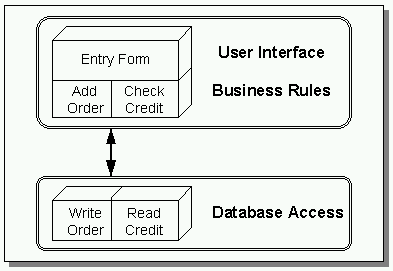 Entry Form
User Interface
Add Order
Check Credit
Business Rules
Write Order
Read Credit
Database Access